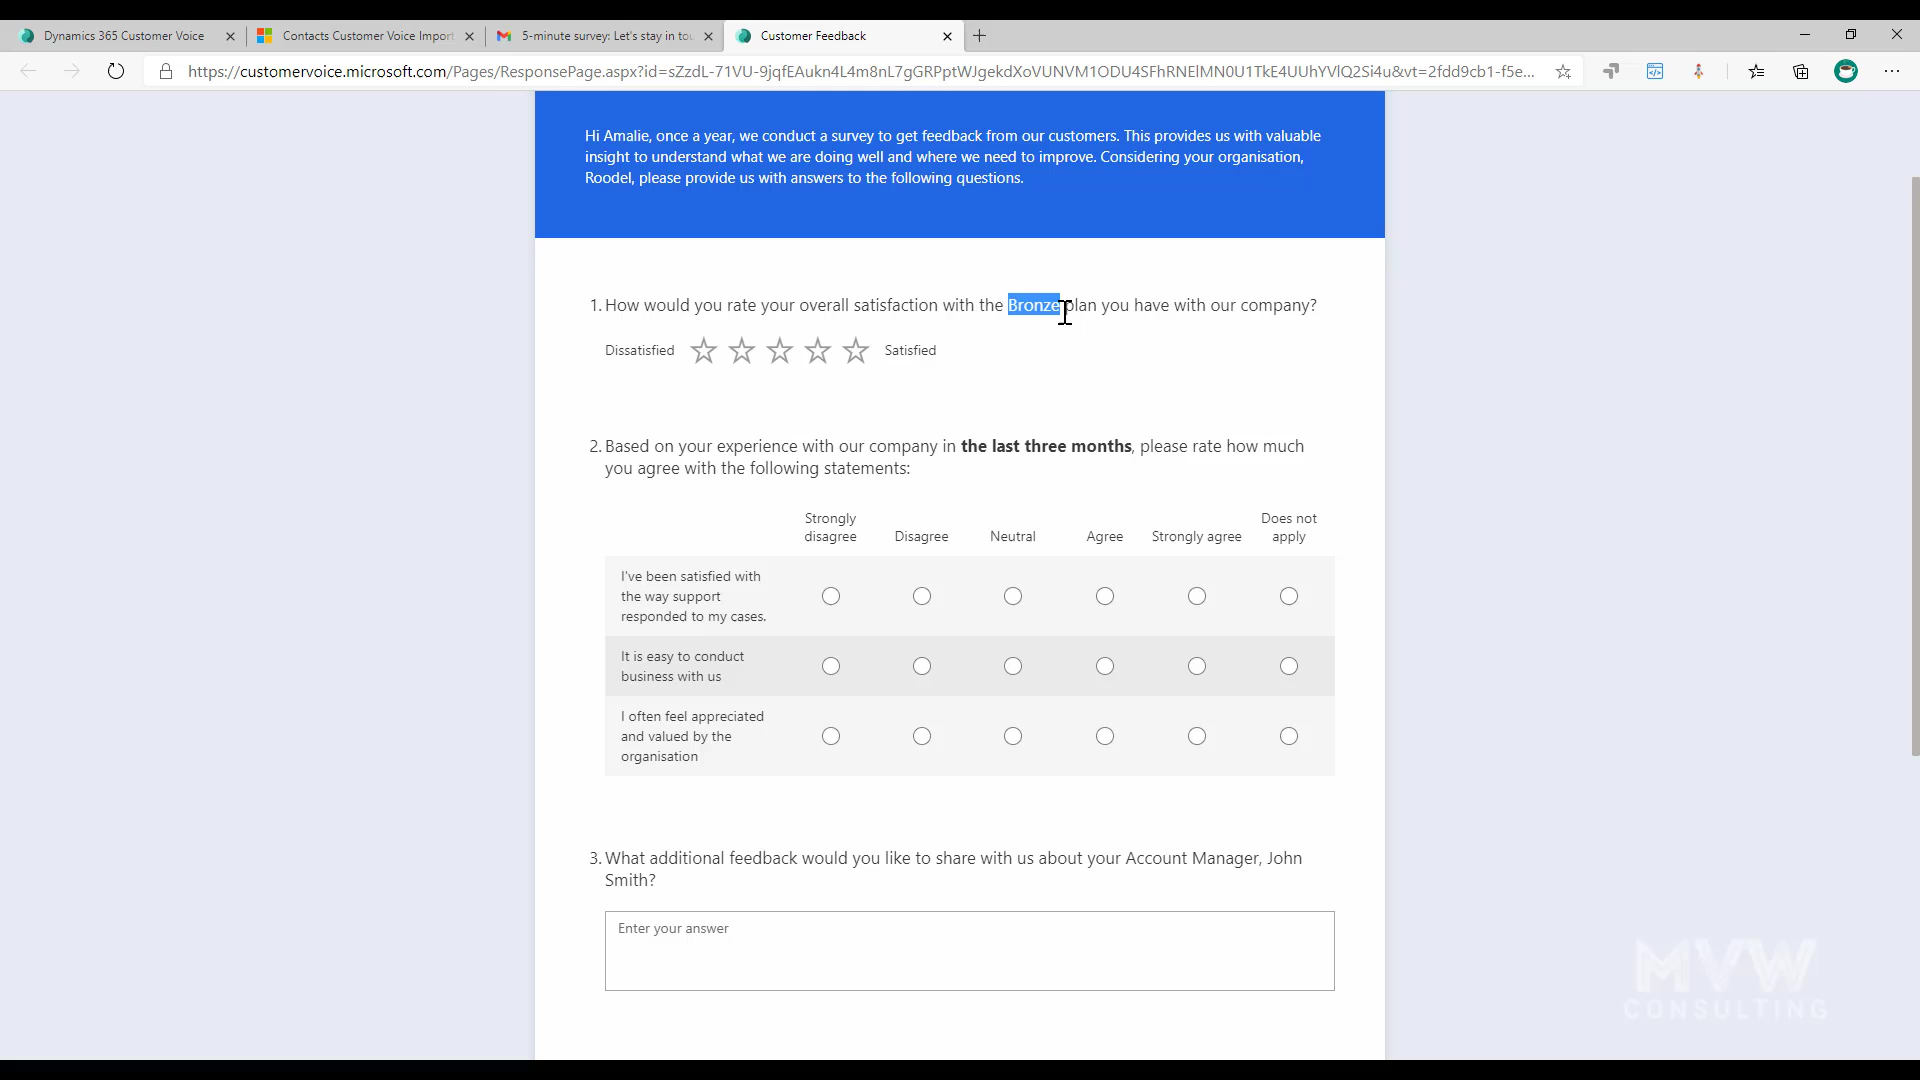 Dynamics 365 Customer Voice
Contacts Customer Voice Import
5-minute survey: Let's stay in tou
Customer Feedback
https://customervoice.microsoft.com/Pages/ResponsePage.aspx?id=sZzdL-71VU-9jqfEAukn4L4m8nL7gGRPptWJgekdXoVUNVM1ODU4SFhRNElMN0U1TkE4UUhYVlQ2Si4u&vt=2fdd9cb1-f5e...
Hi Amalie, once a year, we conduct a survey to get feedback from our customers. This provides us with valuable
insight to understand what we are doing well and where we need to improve. Considering your organisation,
Roodel, please provide us with answers to the following questions.
1. How would you rate your overall satisfaction with the Bronze plan you have with our company?
Dissatisfied
Satisfied
2. Based on your experience with our company in the last three months, please rate how much
you agree with the following statements:
Strongly disagree Disagree Neutral Agree Strongly agree Does not apply
I've been satisfied with
the way support
responded to my cases.
It is easy to conduct
business with us
I often feel appreciated
and valued by the
organisation
3. What additional feedback would you like to share with us about your Account Manager, John
Smith?
Enter your answer
MVW
CONSULTING